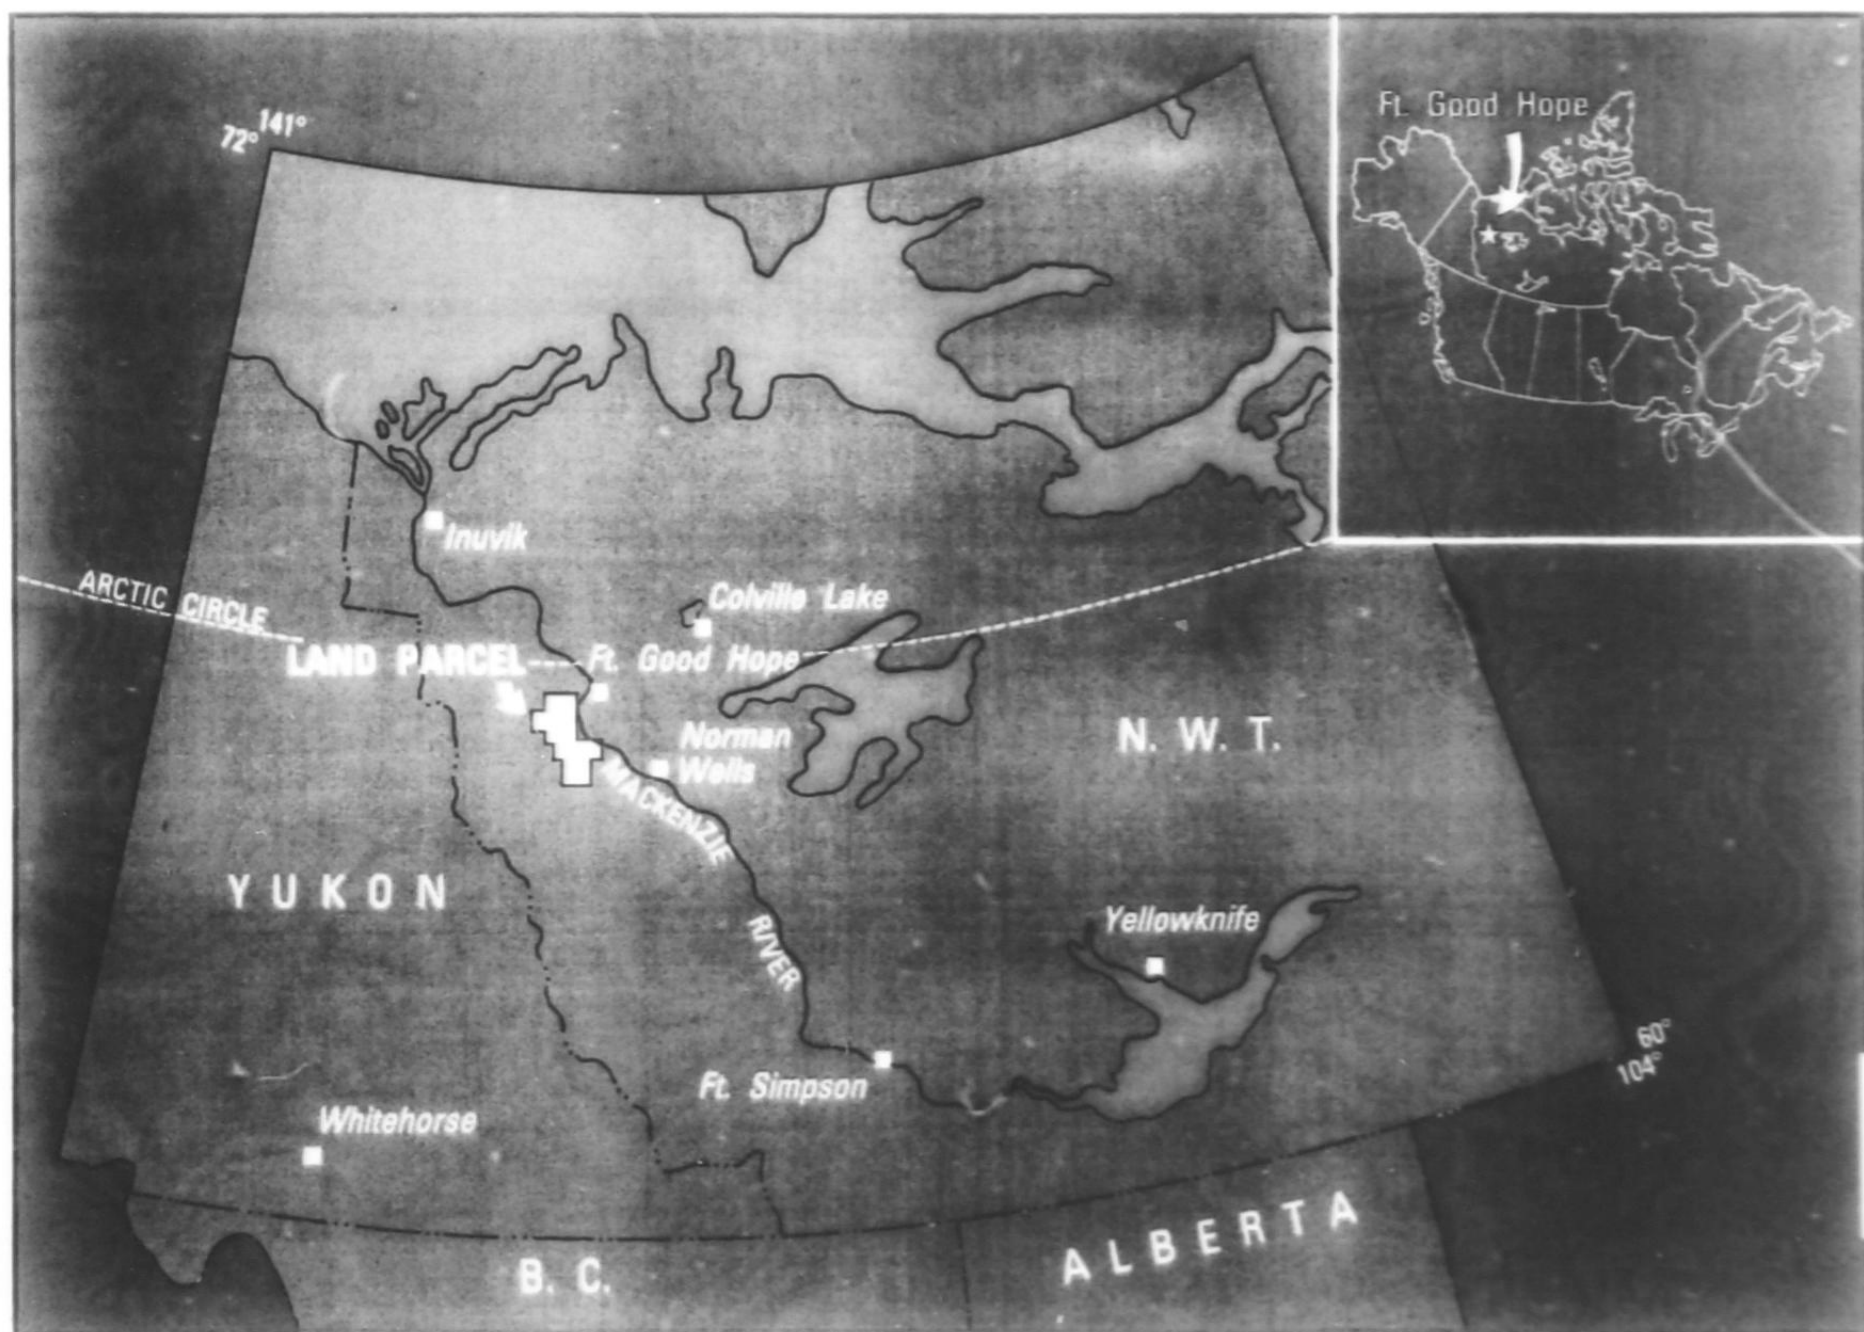 72° 141°
Ft. Good Hope
Inuvik
ARCTIC CIRCLE
Colville Lake
LAND PARCEL
Ft. Good Hope
Norman
Wells
N. W. T.
MACKENZIE
RIVER
YUKON
Yellowknife
60°
104°
Ft. Simpson
Whitehorse
B. C.
ALBERTA